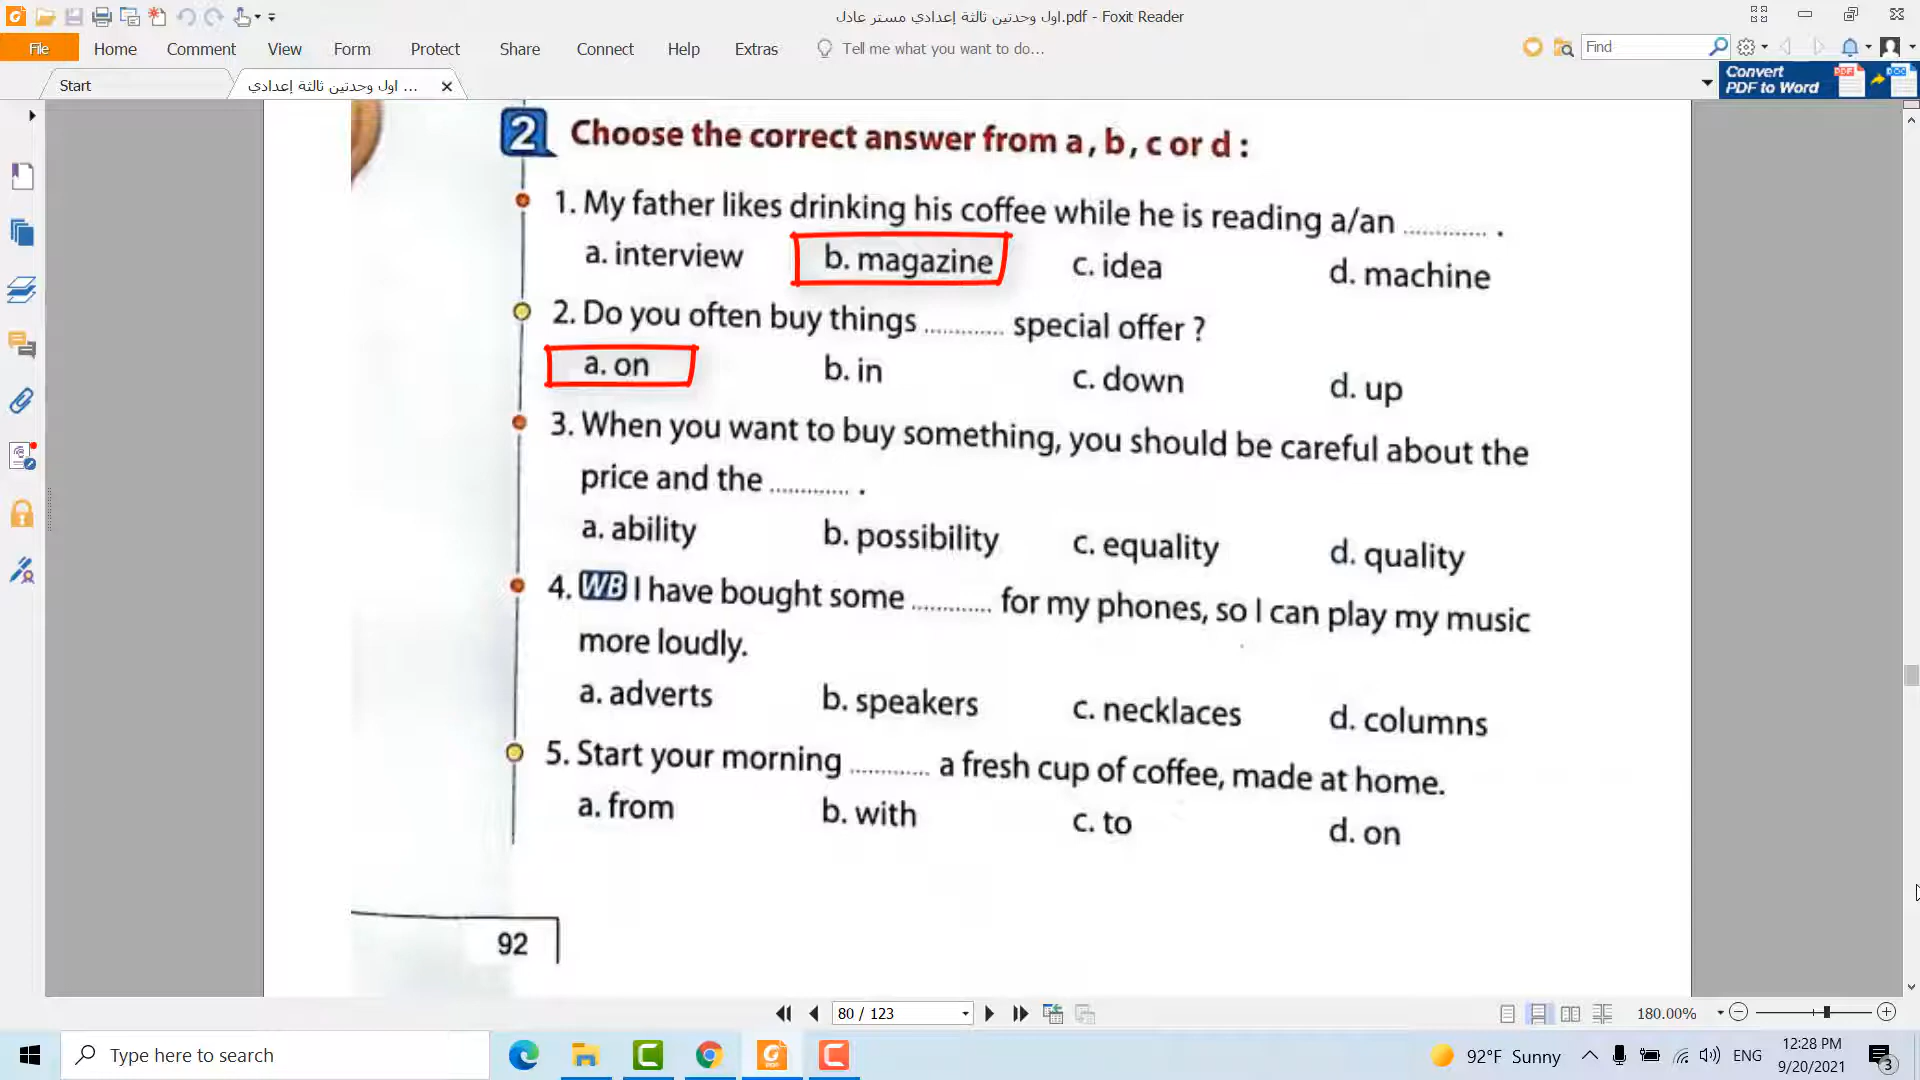 اول وحدتين ثالثة إعدادي مستر عادل.pdf - Foxit Reader
File Home Comment View Form Protect Share Connect Help Extras Tell me what you want to do... Find
Start اول وحدتين ثالثة إعدادي ...
Convert
PDF to Word
PDF DOC
2 Choose the correct answer from a , b , c or d :
1. My father likes drinking his coffee while he is reading a/an ............ .
a. interview b. magazine c. idea d. machine
2. Do you often buy things ............ special offer ?
a. on b. in c. down d. up
3. When you want to buy something, you should be careful about the
price and the ............ .
a. ability b. possibility c. equality d. quality
4. WB I have bought some ............ for my phones, so I can play my music
more loudly.
a. adverts b. speakers c. necklaces d. columns
5. Start your morning ............ a fresh cup of coffee, made at home.
a. from b. with c. to d. on
92
80 / 123 180.00%
Type here to search
92°F Sunny ENG 12:28 PM
9/20/2021
3